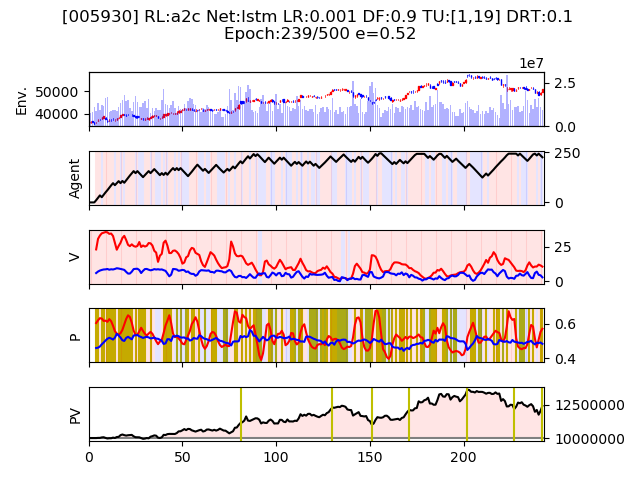 [005930] RL:a2c Net:lstm LR:0.001 DF:0.9 TU:[1,19] DRT:0.1
Epoch:239/500 e=0.52
1e7
Env.
50000
40000
2.5
0.0
Agent
250
0
V
25
0
P
0.6
0.4
PV
12500000
10000000
0 50 100 150 200